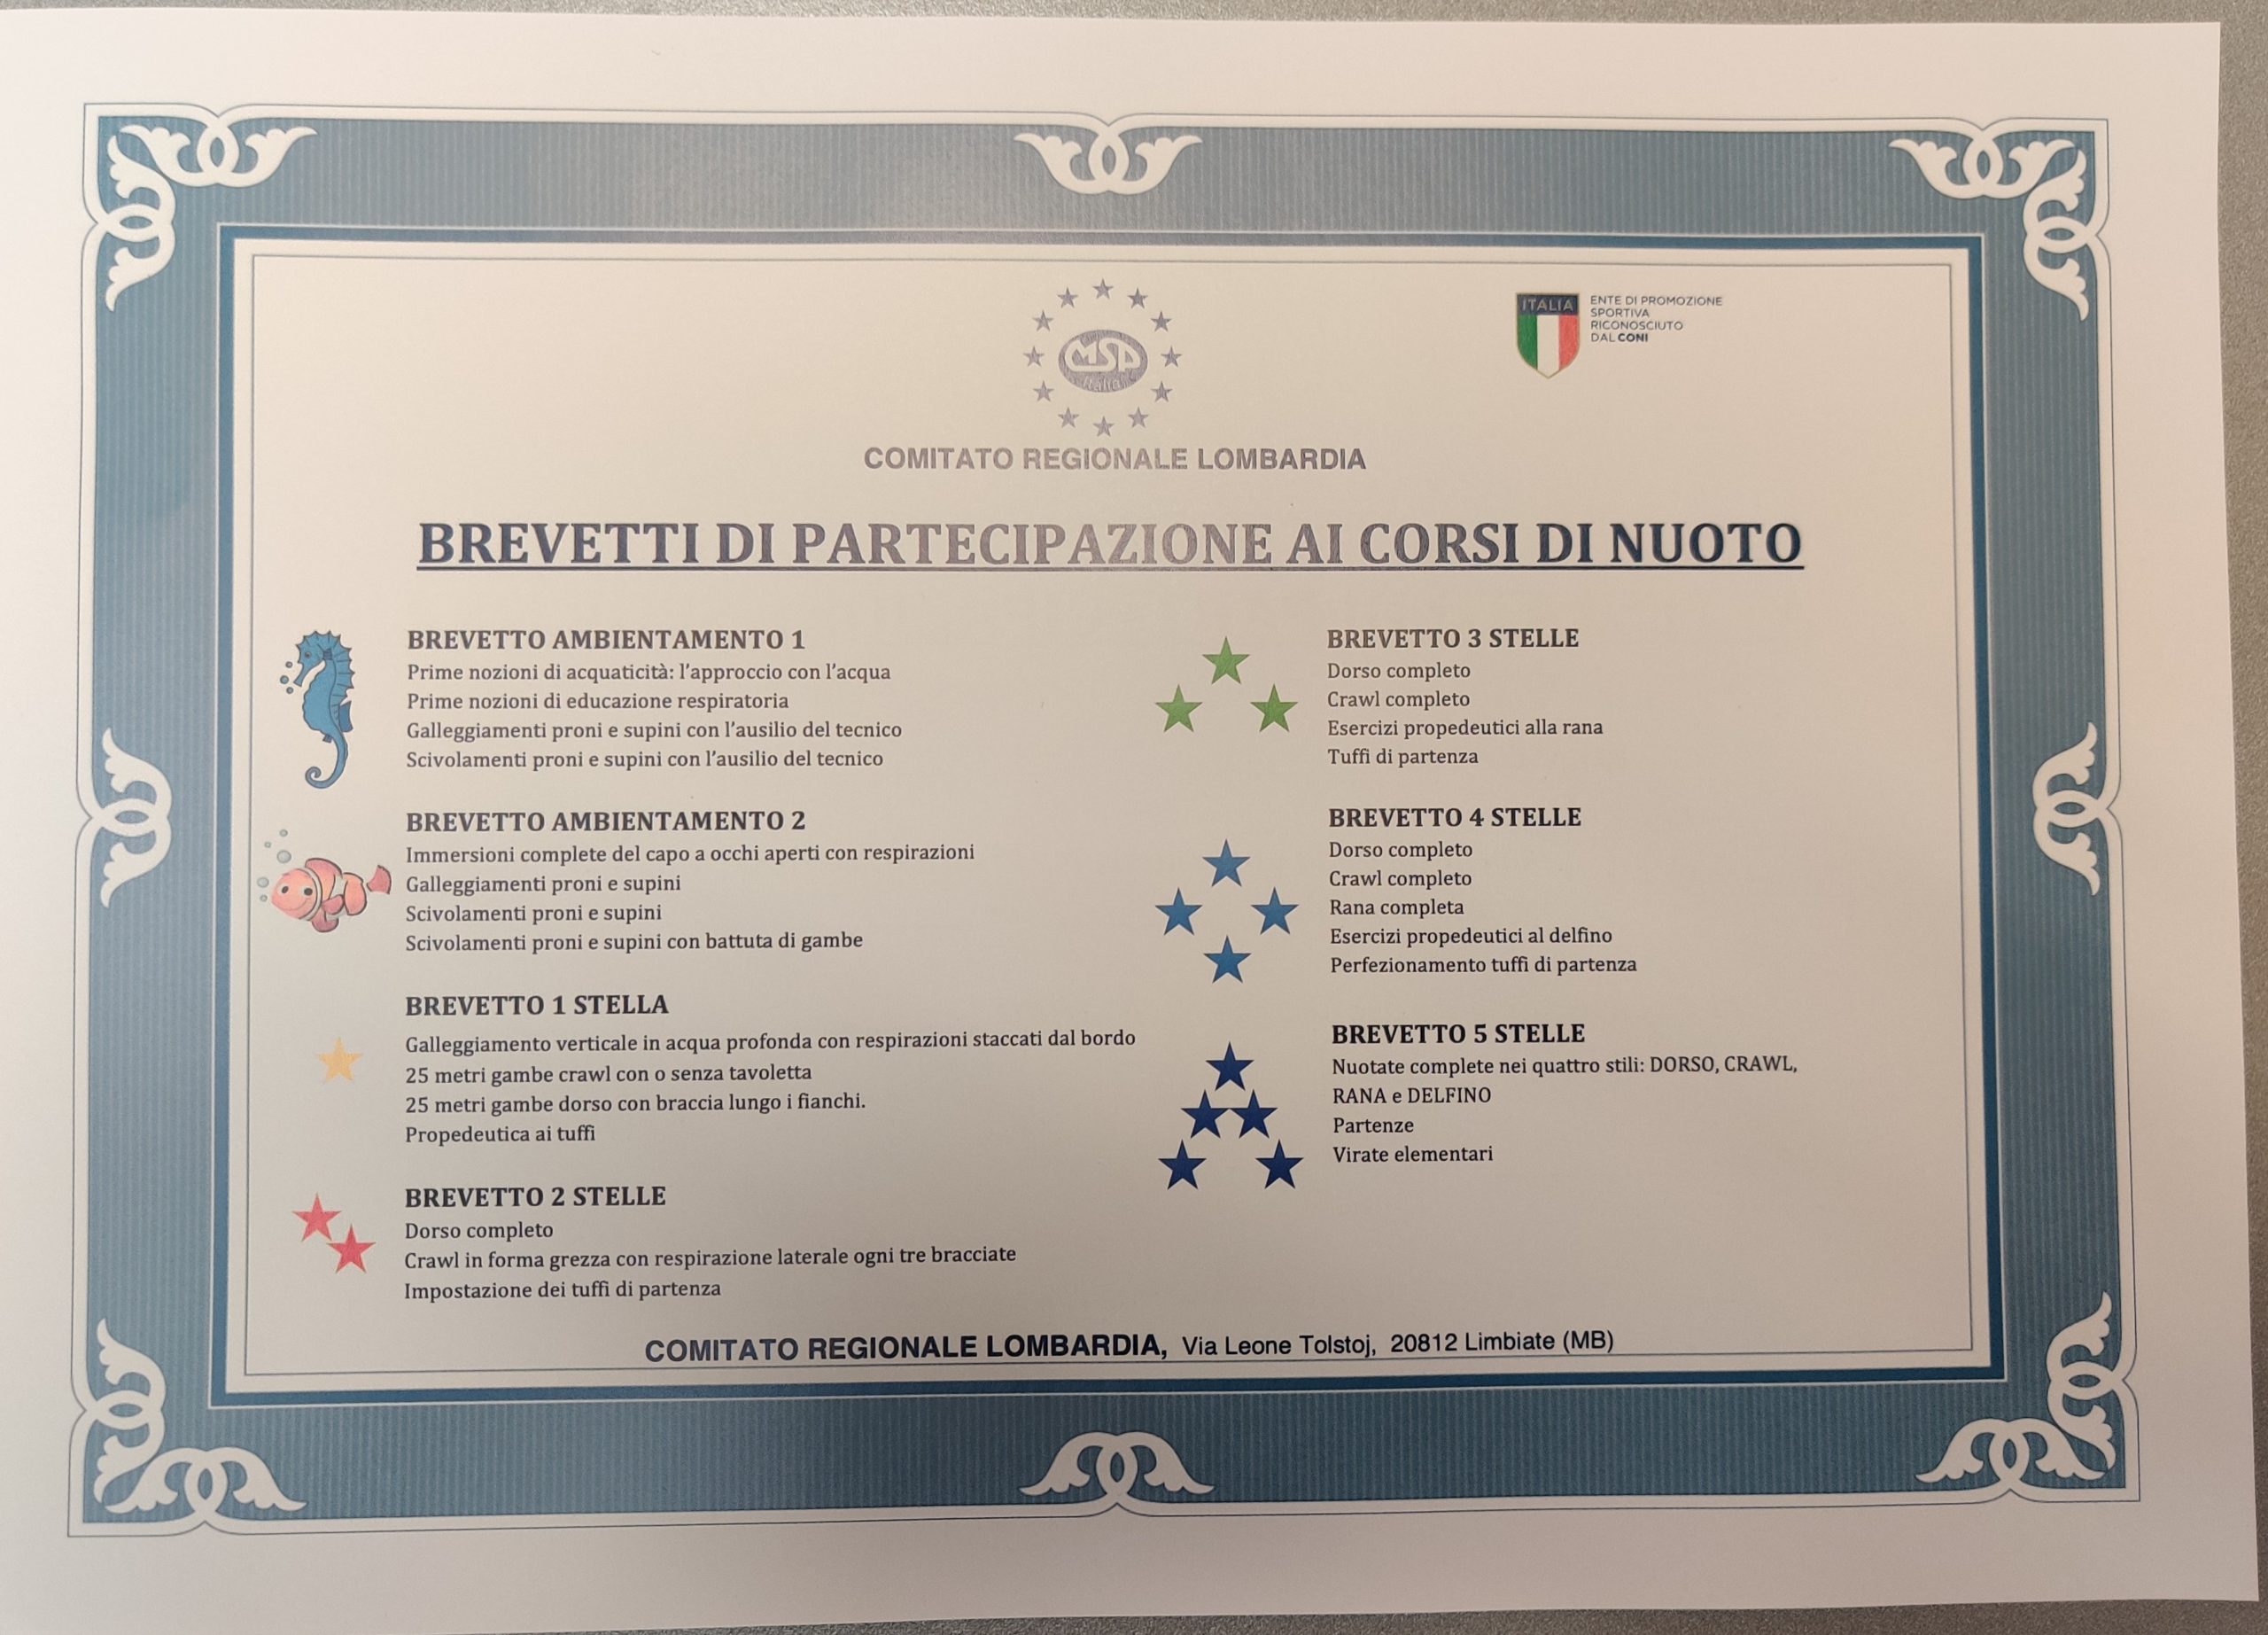 MSP
Italia
ITALIA
ENTE DI PROMOZIONE
SPORTIVA
RICONOSCIUTO
DAL CONI
COMITATO REGIONALE LOMBARDIA
BREVETTI DI PARTECIPAZIONE AI CORSI DI NUOTO
BREVETTO AMBIENTAMENTO 1
Prime nozioni di acquaticità: l'approccio con l'acqua
Prime nozioni di educazione respiratoria
Galleggiamenti proni e supini con l'ausilio del tecnico
Scivolamenti proni e supini con l'ausilio del tecnico
BREVETTO AMBIENTAMENTO 2
Immersioni complete del capo a occhi aperti con respirazioni
Galleggiamenti proni e supini
Scivolamenti proni e supini
Scivolamenti proni e supini con battuta di gambe
BREVETTO 1 STELLA
Galleggiamento verticale in acqua profonda con respirazioni staccati dal bordo
25 metri gambe crawl con o senza tavoletta
25 metri gambe dorso con braccia lungo i fianchi.
Propedeutica ai tuffi
BREVETTO 2 STELLE
Dorso completo
Crawl in forma grezza con respirazione laterale ogni tre bracciate
Impostazione dei tuffi di partenza
BREVETTO 3 STELLE
Dorso completo
Crawl completo
Esercizi propedeutici alla rana
Tuffi di partenza
BREVETTO 4 STELLE
Dorso completo
Crawl completo
Rana completa
Esercizi propedeutici al delfino
Perfezionamento tuffi di partenza
BREVETTO 5 STELLE
Nuotate complete nei quattro stili: DORSO, CRAWL,
RANA e DELFINO
Partenze
Virate elementari
COMITATO REGIONALE LOMBARDIA, Via Leone Tolstoj, 20812 Limbiate (MB)